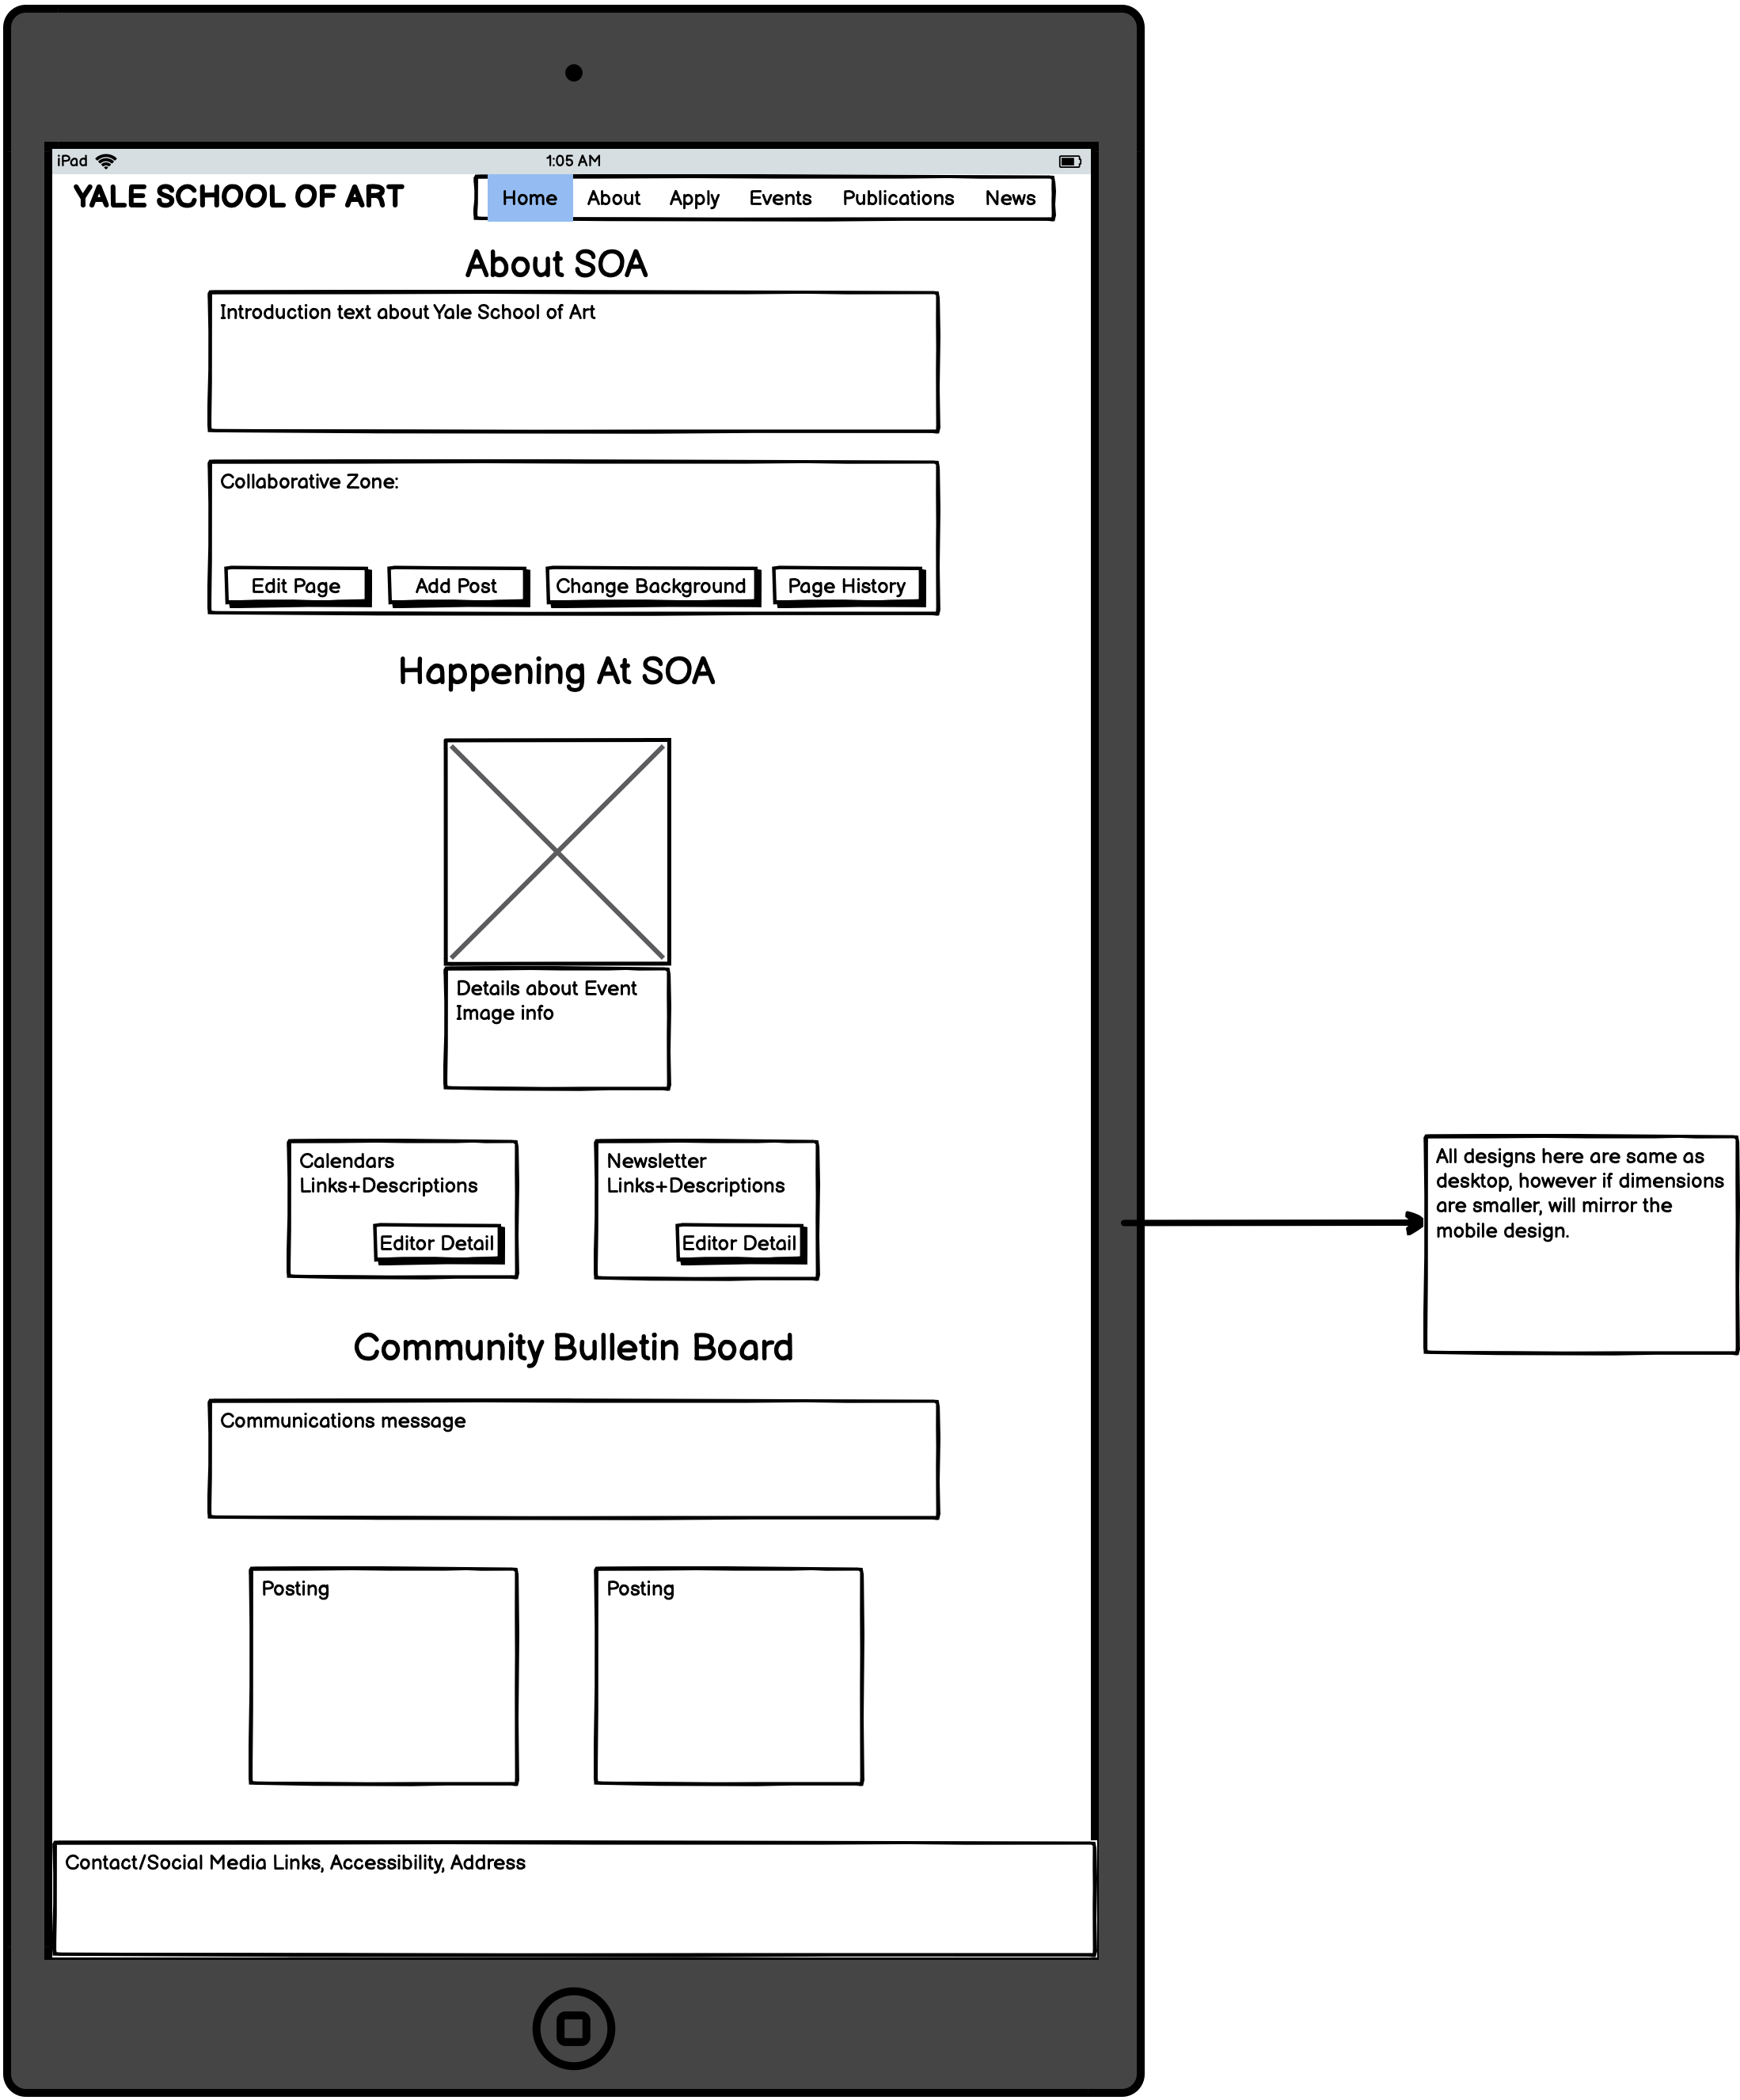 iPad
1:05 AM
YALE SCHOOL OF ART
Home About Apply Events Publications News
About SOA
Introduction text about Yale School of Art
Collaborative Zone:
Edit Page Add Post Change Background Page History
Happening At SOA
Details about Event
Image info
Calendars
Links+Descriptions
Editor Detail
Newsletter
Links+Descriptions
Editor Detail
All designs here are same as
desktop, however if dimensions
are smaller, will mirror the
mobile design.
Community Bulletin Board
Communications message
Posting
Posting
Contact/Social Media Links, Accessibility, Address